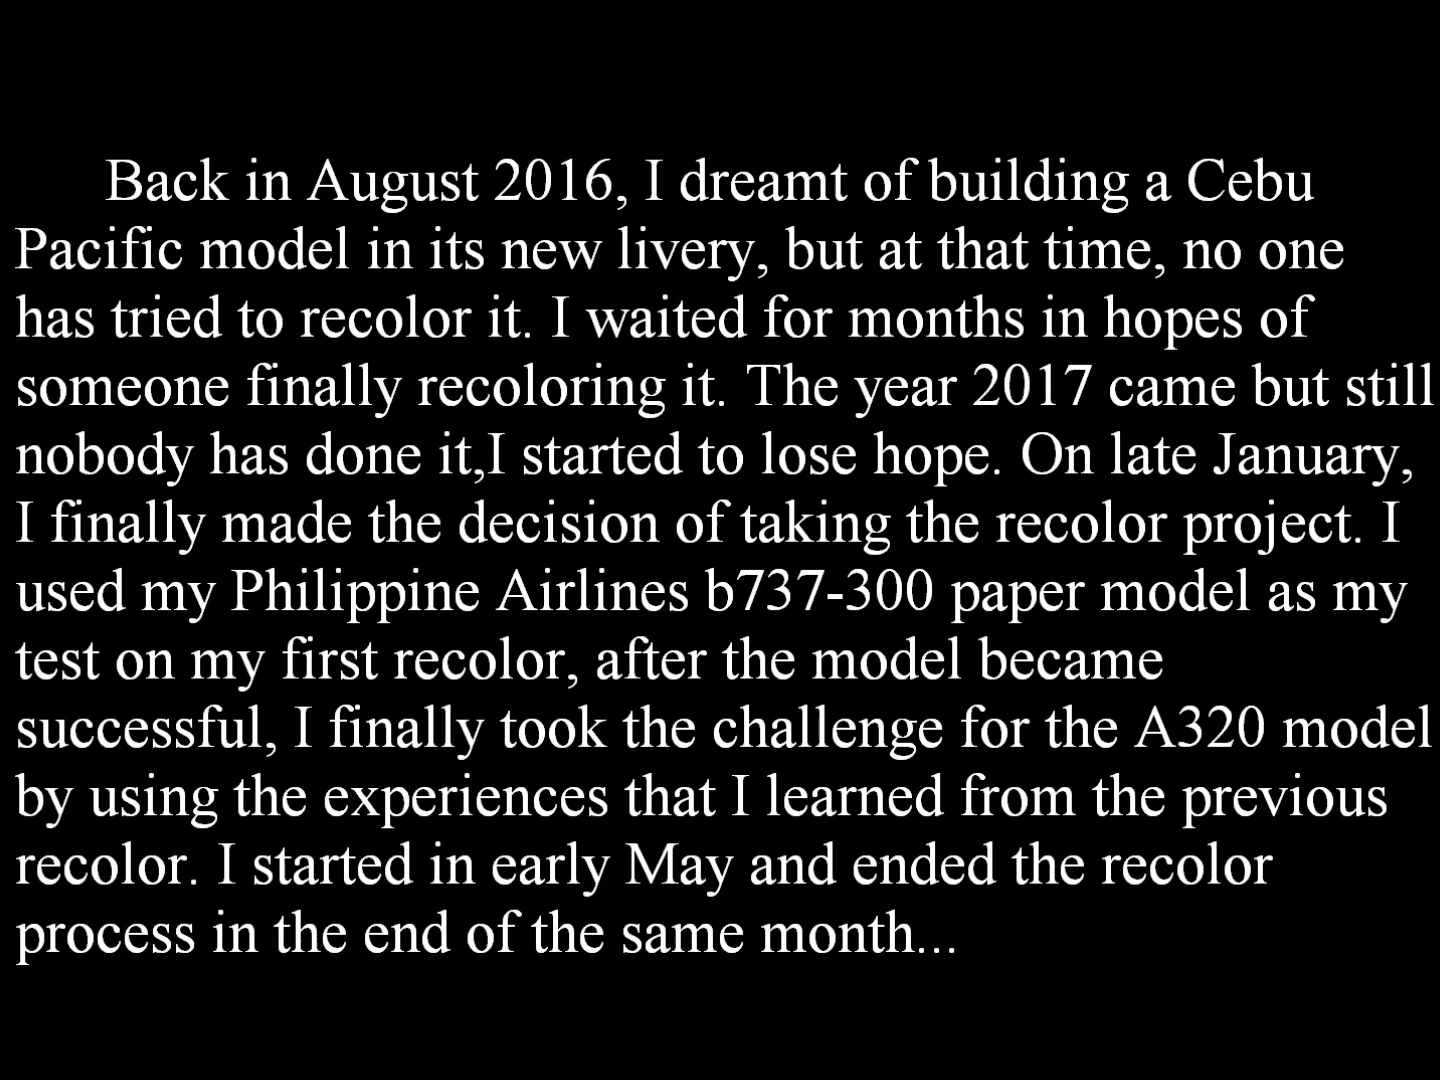 Back in August 2016, I dreamt of building a Cebu
Pacific model in its new livery, but at that time, no one
has tried to recolor it. I waited for months in hopes of
someone finally recoloring it. The year 2017 came but still
nobody has done it,I started to lose hope. On late January,
I finally made the decision of taking the recolor project. I
used my Philippine Airlines b737-300 paper model as my
test on my first recolor, after the model became
successful, I finally took the challenge for the A320 model
by using the experiences that I learned from the previous
recolor. I started in early May and ended the recolor
process in the end of the same month...